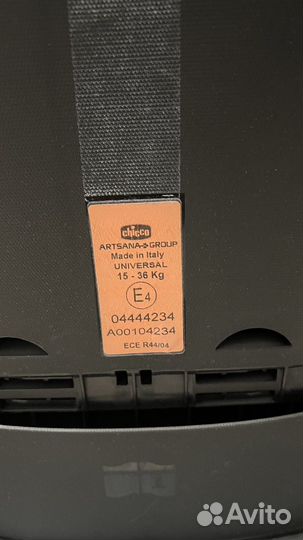 chicco
ARTSANA GROUP
Made in Italy
UNIVERSAL
15 - 36 Kg
E4
04444234
A00104234
ECE R44/04
Avito